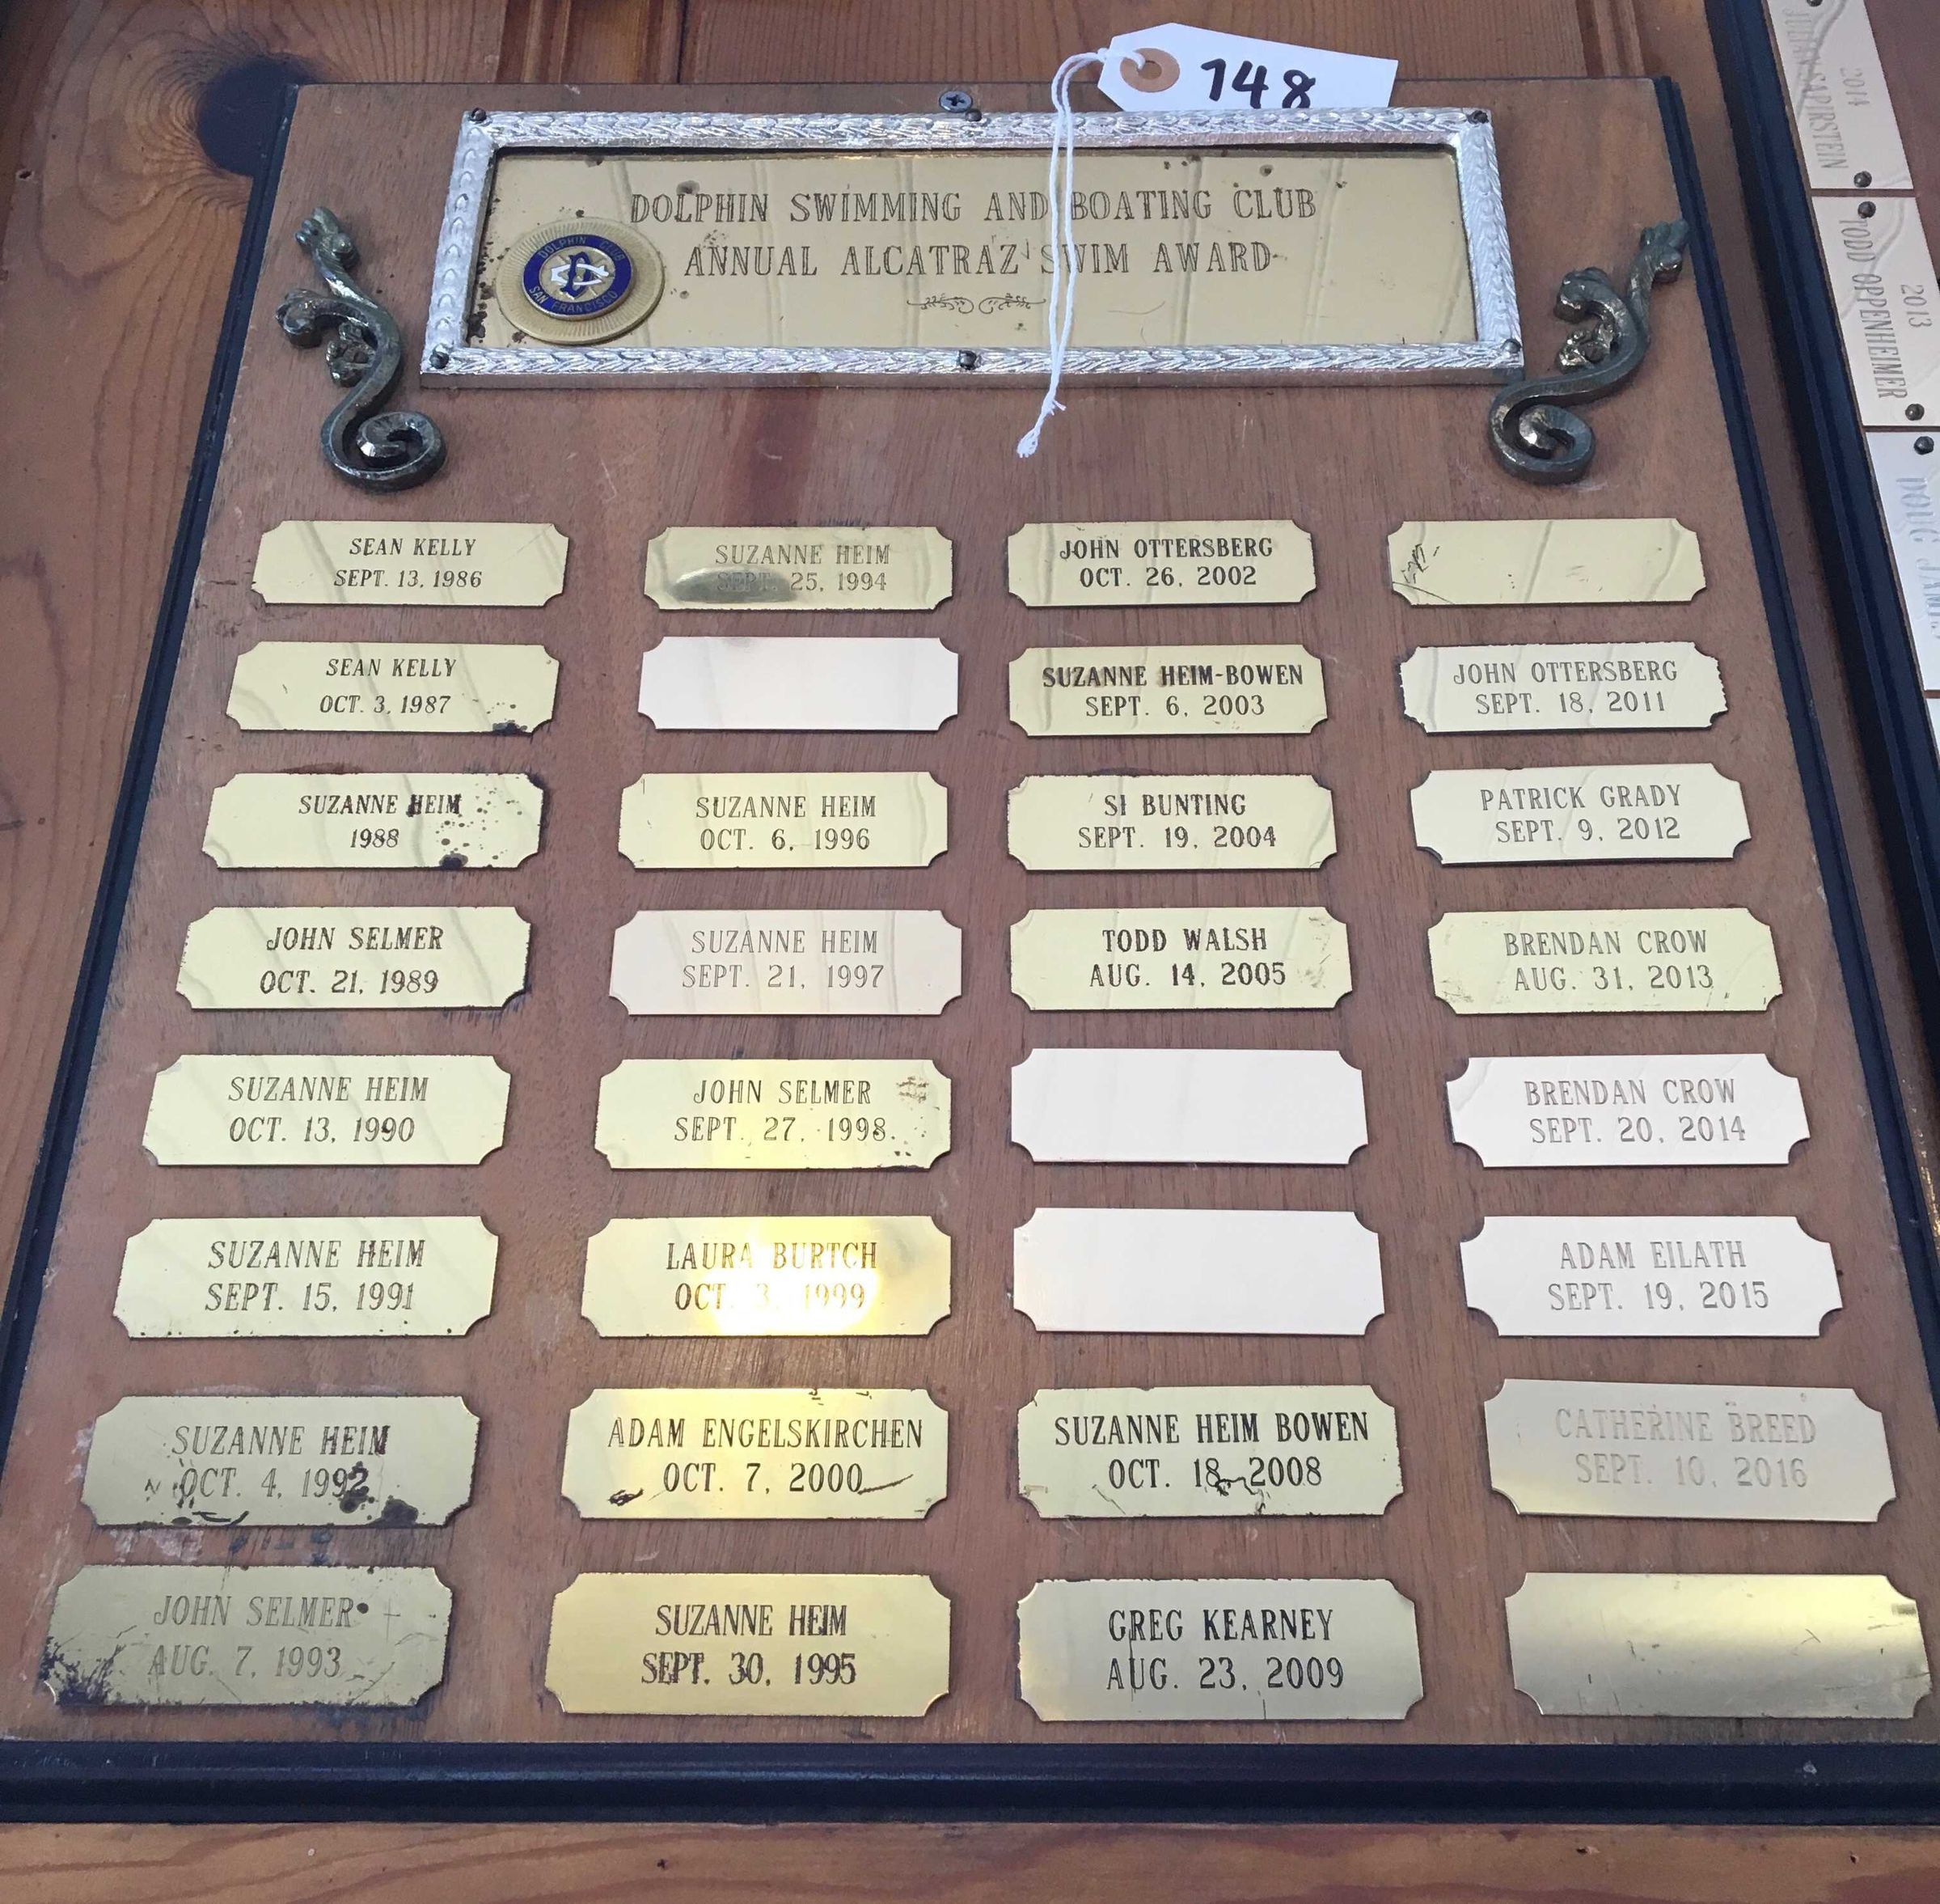 748
DOLPHIN SWIMMING AND BOATING CLUB
ANNUAL ALCATRAZ SWIM AWARD
DOLPHIN CLUB
SAN FRANCISCO
SEAN KELLY
SEPT. 13, 1986
SEAN KELLY
OCT. 3, 1987
SUZANNE HEIM
1988
JOHN SELMER
OCT. 21, 1989
SUZANNE HEIM
OCT. 13, 1990
SUZANNE HEIM
SEPT. 15, 1991
SUZANNE HEIM
OCT. 4, 1992
JOHN SELMER
AUG. 7, 1993
SUZANNE HEIM
SEPT. 25, 1994
SUZANNE HEIM
OCT. 6, 1996
SUZANNE HEIM
SEPT. 21, 1997
JOHN SELMER
SEPT. 27, 1998
LAURA BURTCH
OCT. 3, 1999
ADAM ENGELSKIRCHEN
OCT. 7, 2000
SUZANNE HEIM
SEPT. 30, 1995
JOHN OTTERSBERG
OCT. 26, 2002
SUZANNE HEIM-BOWEN
SEPT. 6, 2003
SI BUNTING
SEPT. 19, 2004
TODD WALSH
AUG. 14, 2005
SUZANNE HEIM BOWEN
OCT. 18, 2008
GREG KEARNEY
AUG. 23, 2009
JOHN OTTERSBERG
SEPT. 18, 2011
PATRICK GRADY
SEPT. 9, 2012
BRENDAN CROW
AUG. 31, 2013
BRENDAN CROW
SEPT. 20, 2014
ADAM EILATH
SEPT. 19, 2015
CATHERINE BREED
SEPT. 10, 2016
2014
SAPIRSTEIN
2013
TODD OPPENHEIMER
DOUG